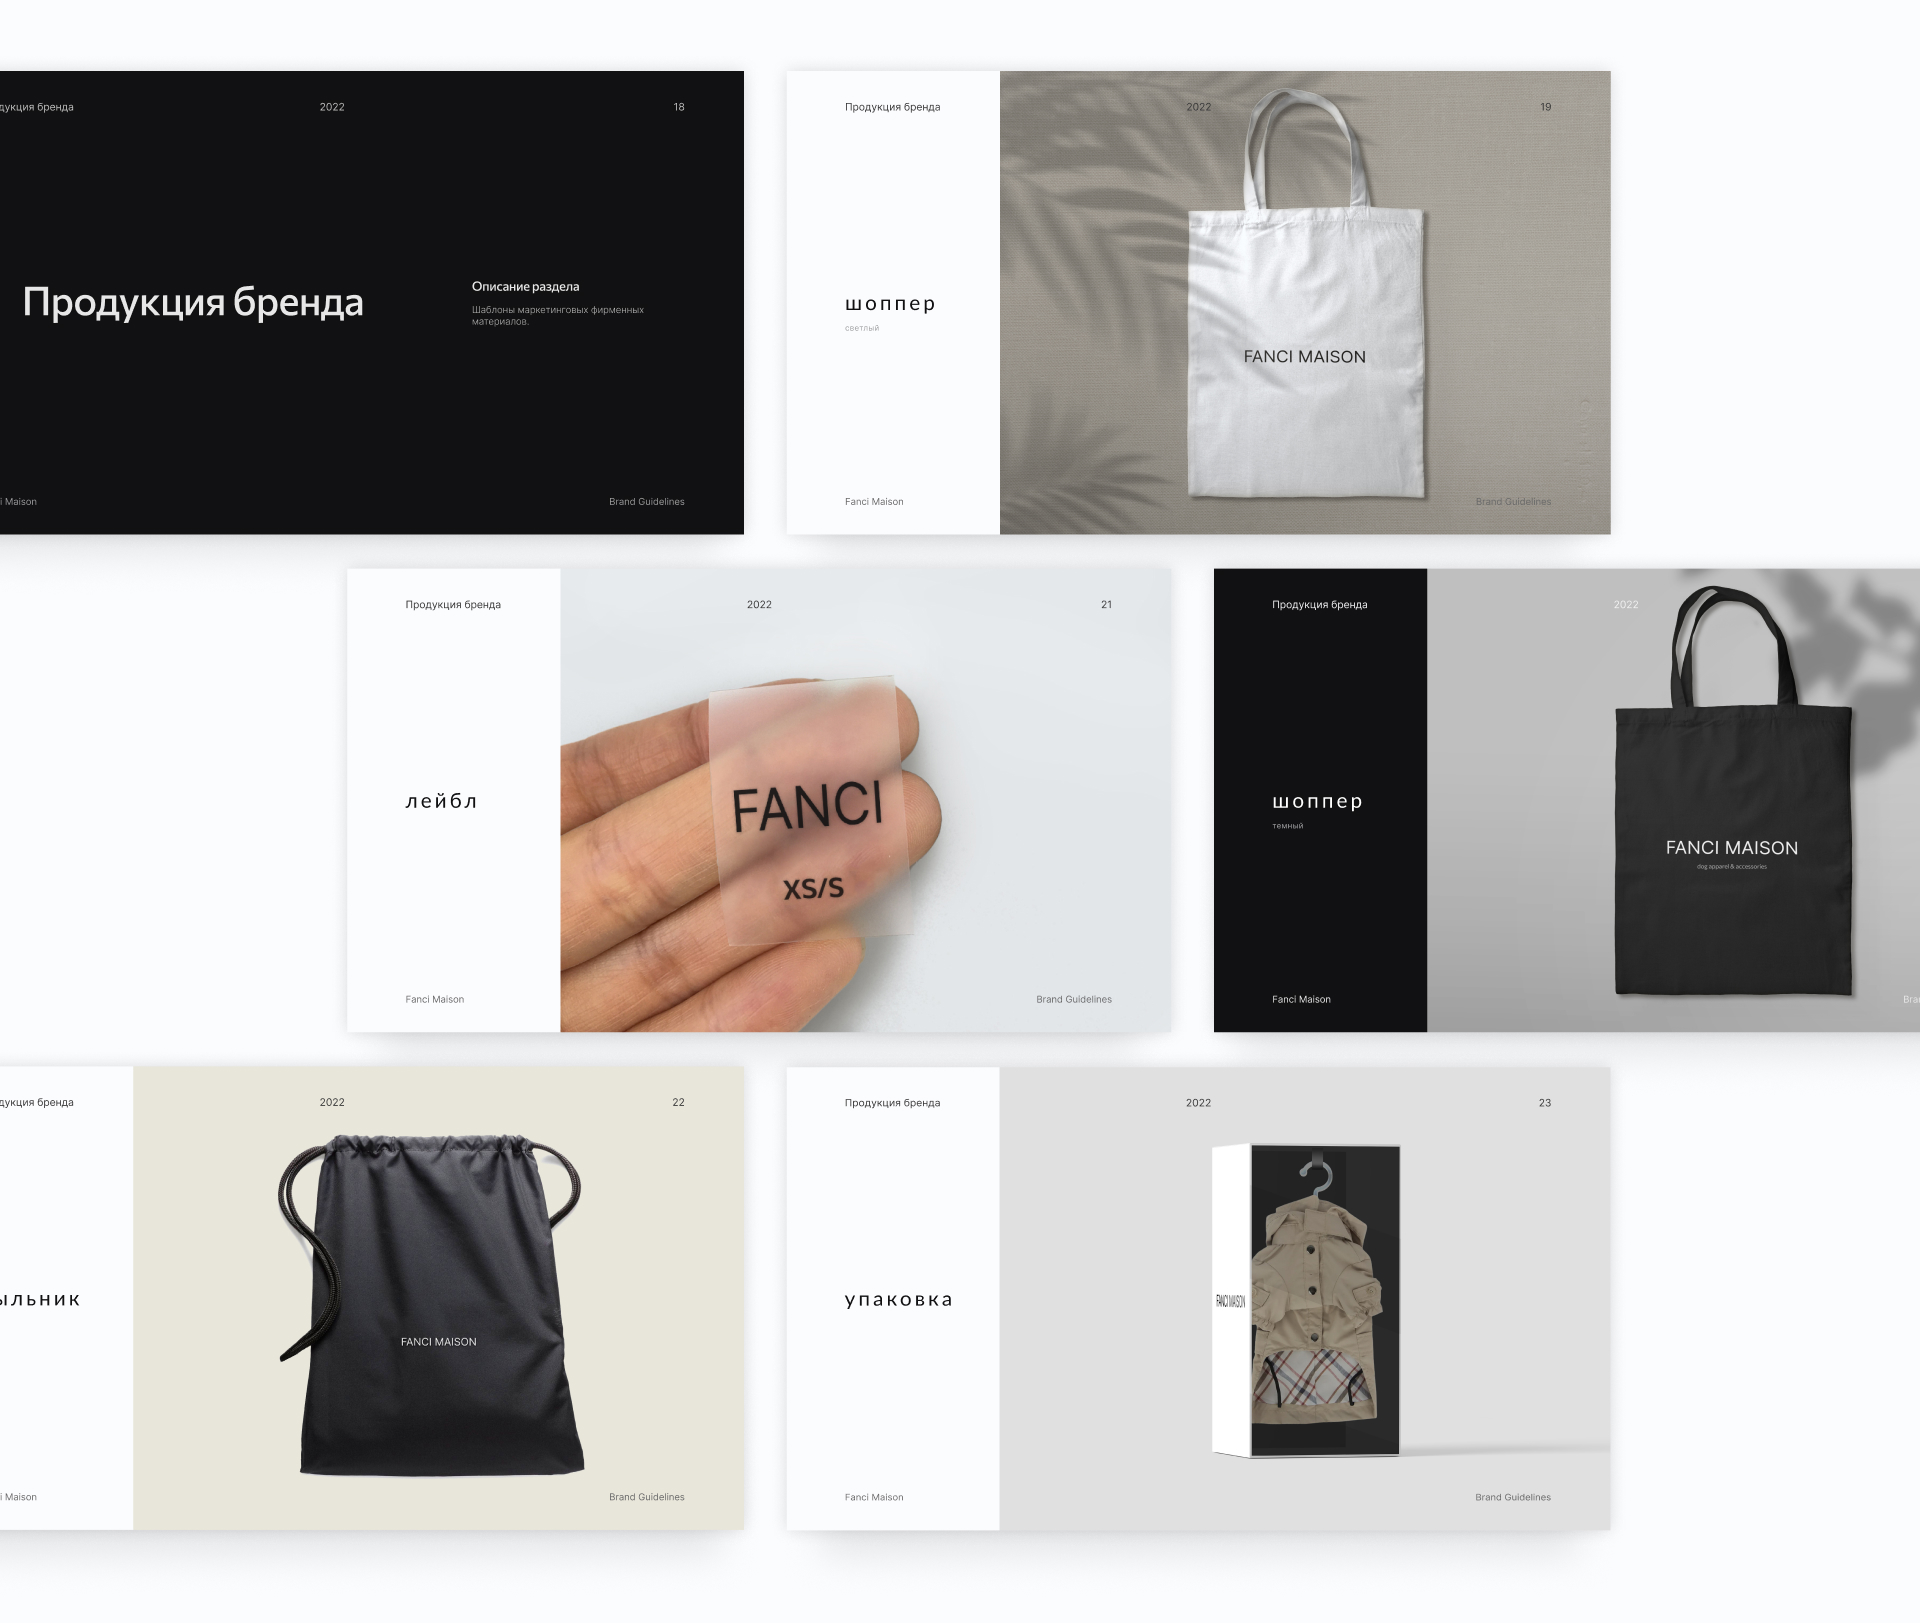 дукция бренда
2022
18
Продукция бренда
Описание раздела
Шаблоны маркетинговых фирменных
материалов.
i Maison
Brand Guidelines
Продукция бренда
2022
19
шоппер
светлый
FANCI MAISON
Fanci Maison
Brand Guidelines
Продукция бренда
2022
21
лейбл
FANCI
XS/S
Fanci Maison
Brand Guidelines
Продукция бренда
2022
шоппер
темный
FANCI MAISON
dog apparel & accessories
Fanci Maison
Bra
дукция бренда
2022
22
ыльник
FANCI MAISON
i Maison
Brand Guidelines
Продукция бренда
2022
23
упаковка
FANCI MAISON
Fanci Maison
Brand Guidelines